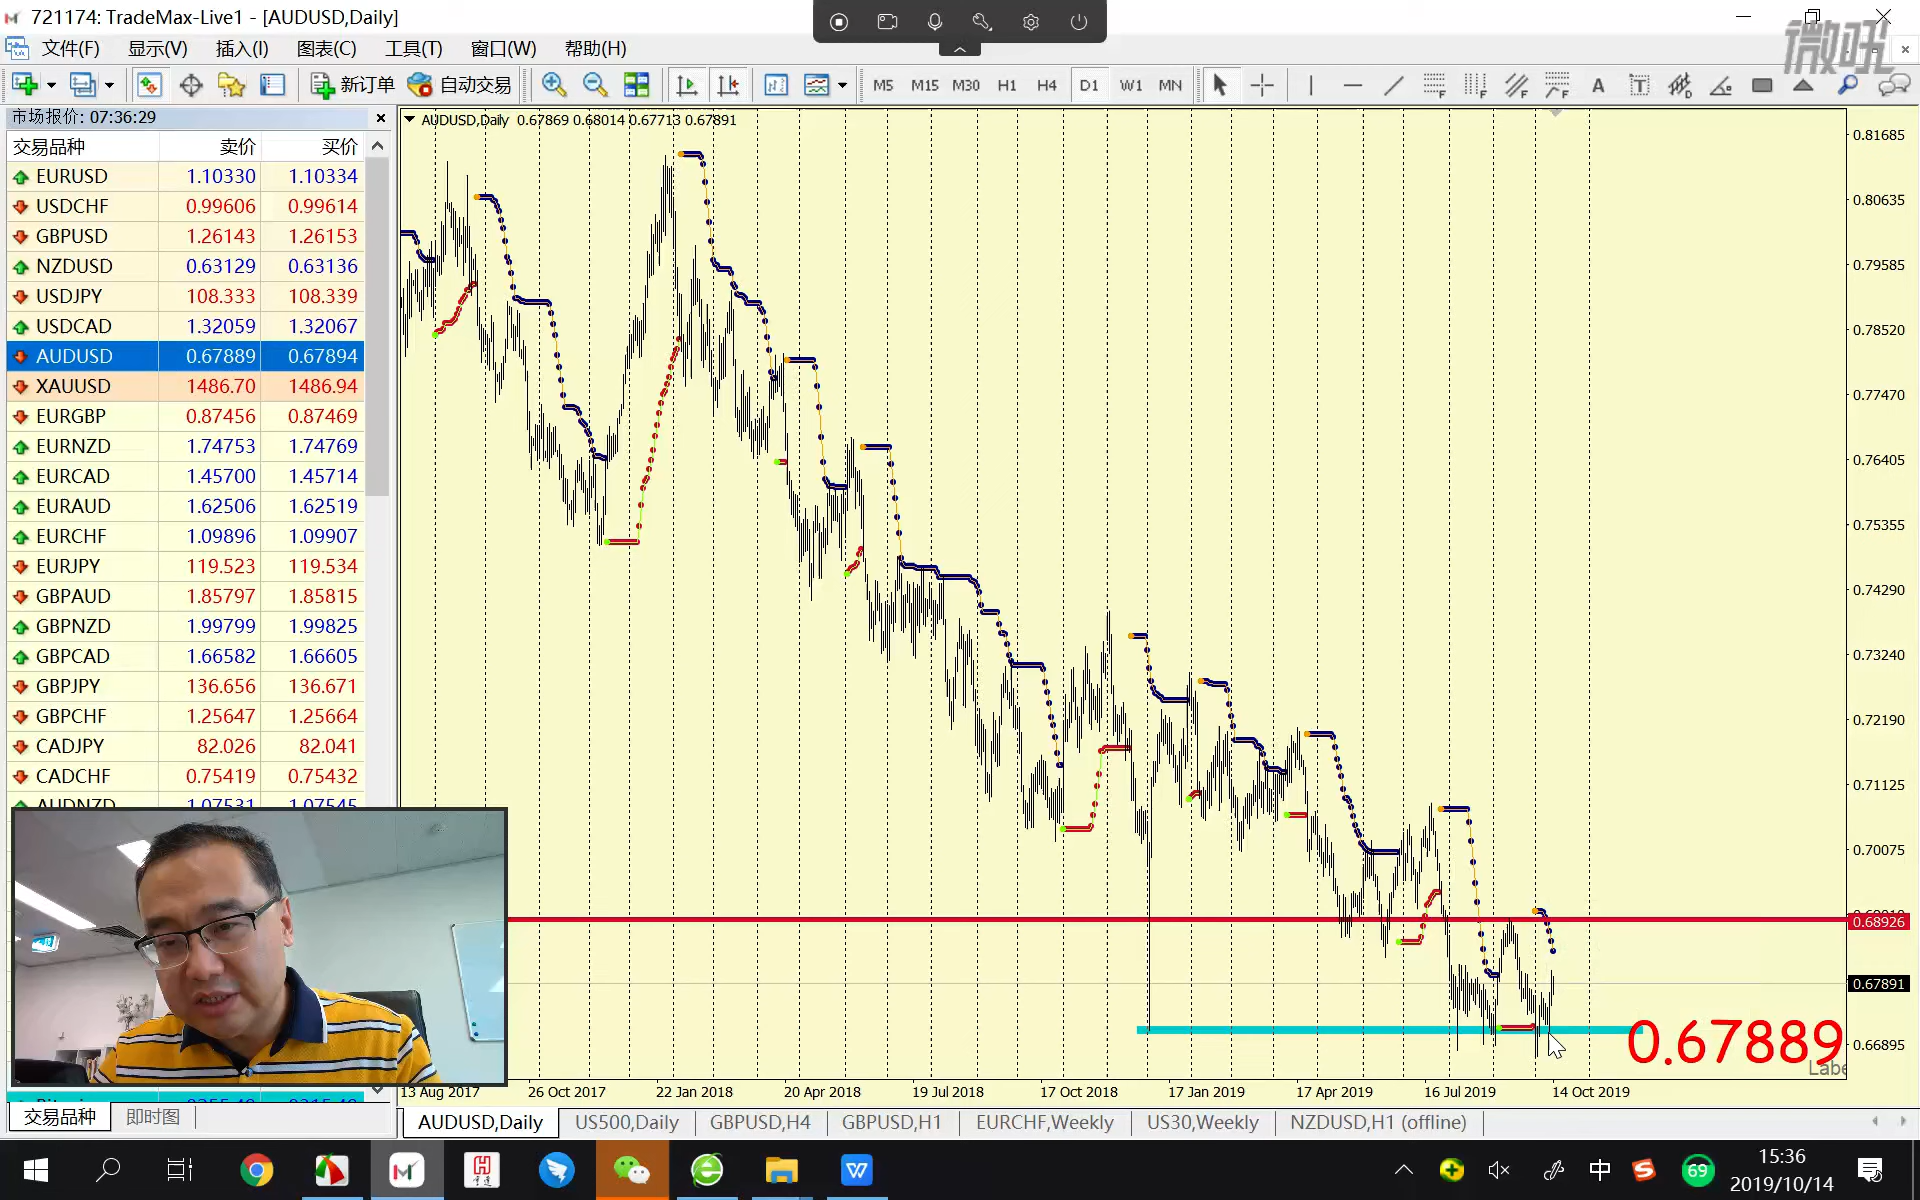 721174: TradeMax-Live1 - [AUDUSD,Daily]
微吼
文件(F) 显示(V) 插入(I) 图表(C) 工具(T) 窗口(W) 帮助(H)
新订单 自动交易 M5 M15 M30 H1 H4 D1 W1 MN
市场报价: 07:36:29
交易品种 卖价 买价
EURUSD 1.10330 1.10334
USDCHF 0.99606 0.99614
GBPUSD 1.26143 1.26153
NZDUSD 0.63129 0.63136
USDJPY 108.333 108.339
USDCAD 1.32059 1.32067
AUDUSD 0.67889 0.67894
XAUUSD 1486.70 1486.94
EURGBP 0.87456 0.87469
EURNZD 1.74753 1.74769
EURCAD 1.45700 1.45714
EURAUD 1.62506 1.62519
EURCHF 1.09896 1.09907
EURJPY 119.523 119.534
GBPAUD 1.85797 1.85815
GBPNZD 1.99799 1.99825
GBPCAD 1.66582 1.66605
GBPJPY 136.656 136.671
GBPCHF 1.25647 1.25664
CADJPY 82.026 82.041
CADCHF 0.75419 0.75432
AUDNZD 1.07531 1.07545
交易品种 即时图
AUDUSD,Daily 0.67869 0.68014 0.67713 0.67891
0.81685
0.80635
0.79585
0.78520
0.77470
0.76405
0.75355
0.74290
0.73240
0.72190
0.71125
0.70075
0.68926
0.67891
0.66895
0.67889
Labe
13 Aug 2017 26 Oct 2017 22 Jan 2018 20 Apr 2018 19 Jul 2018 17 Oct 2018 17 Jan 2019 17 Apr 2019 16 Jul 2019 14 Oct 2019
AUDUSD,Daily US500,Daily GBPUSD,H4 GBPUSD,H1 EURCHF,Weekly US30,Weekly NZDUSD,H1 (offline)
中 69
15:36
2019/10/14